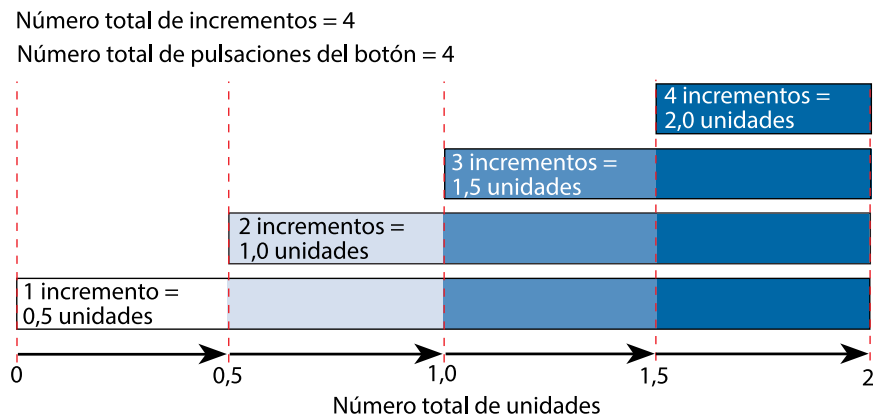 Número total de incrementos = 4
Número total de pulsaciones del botón = 4
4 incrementos =
2,0 unidades
3 incrementos =
1,5 unidades
2 incrementos =
1,0 unidades
1 incremento =
0,5 unidades
0 0,5 1,0 1,5 2
Número total de unidades